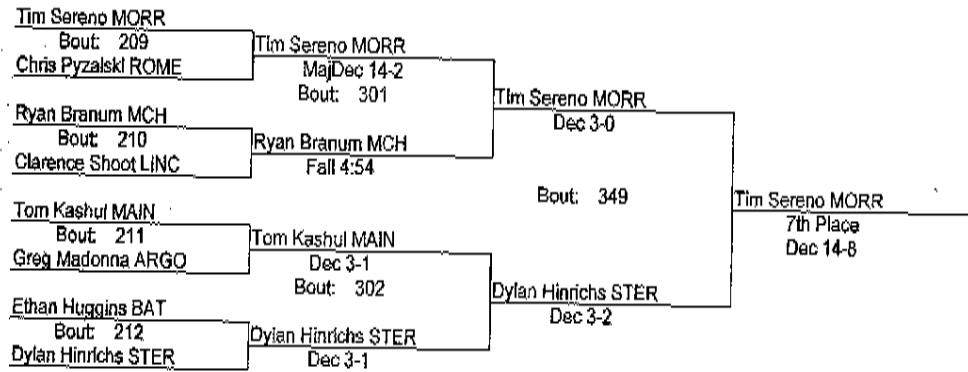 Tim Sereno MORR
Bout: 209
Chris Pyzalski ROME
Tim Sereno MORR
MajDec 14-2
Bout: 301
Ryan Branum MCH
Bout: 210
Clarence Shoot LINC
Ryan Branum MCH
Fall 4:54
Tim Sereno MORR
Dec 3-0
Bout: 349
Tom Kashul MAIN
Bout: 211
Greg Madonna ARGO
Tom Kashul MAIN
Dec 3-1
Bout: 302
Ethan Huggins BAT
Bout: 212
Dylan Hinrichs STER
Dylan Hinrichs STER
Dec 3-1
Dylan Hinrichs STER
Dec 3-2
Tim Sereno MORR
7th Place
Dec 14-8